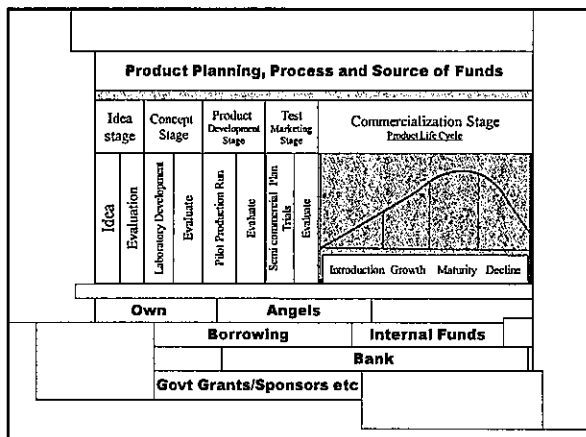 Product Planning, Process and Source of Funds
Idea
stage
Concept
Stage
Product
Development
Stage
Test
Marketing
Stage
Commercialization Stage
Product Life Cycle
Idea
Evaluation
Laboratory Development
Evaluate
Pilot Production Run
Evaluate
Semi commercial Plan
Trials
Evaluate
Introduction Growth Maturity Decline
Own Angels
Borrowing Internal Funds
Bank
Govt Grants/Sponsors etc